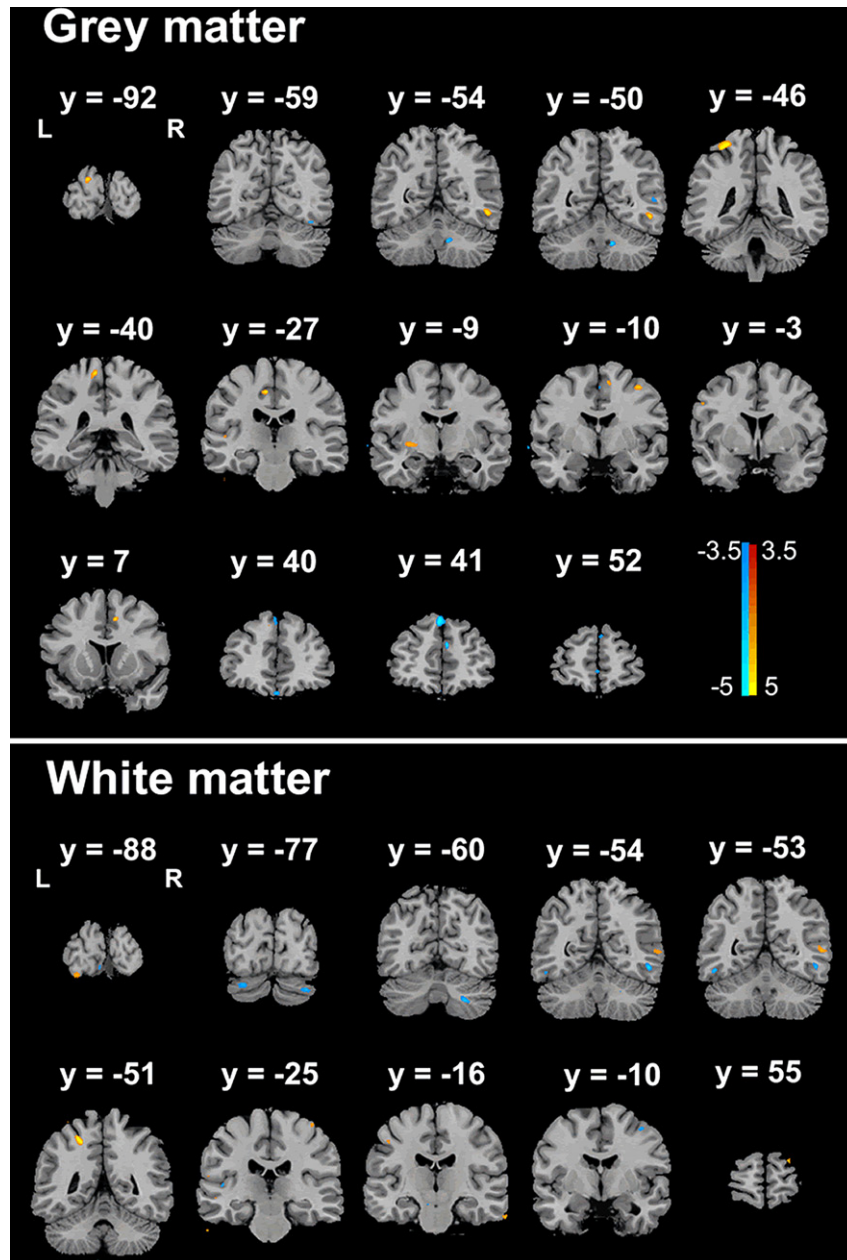 Grey matter
y = -92 y = -59 y = -54 y = -50 y = -46
L R
y = -40 y = -27 y = -9 y = -10 y = -3
y = 7 y = 40 y = 41 y = 52
-3.5 3.5
-5 5
White matter
y = -88 y = -77 y = -60 y = -54 y = -53
L R
y = -51 y = -25 y = -16 y = -10 y = 55